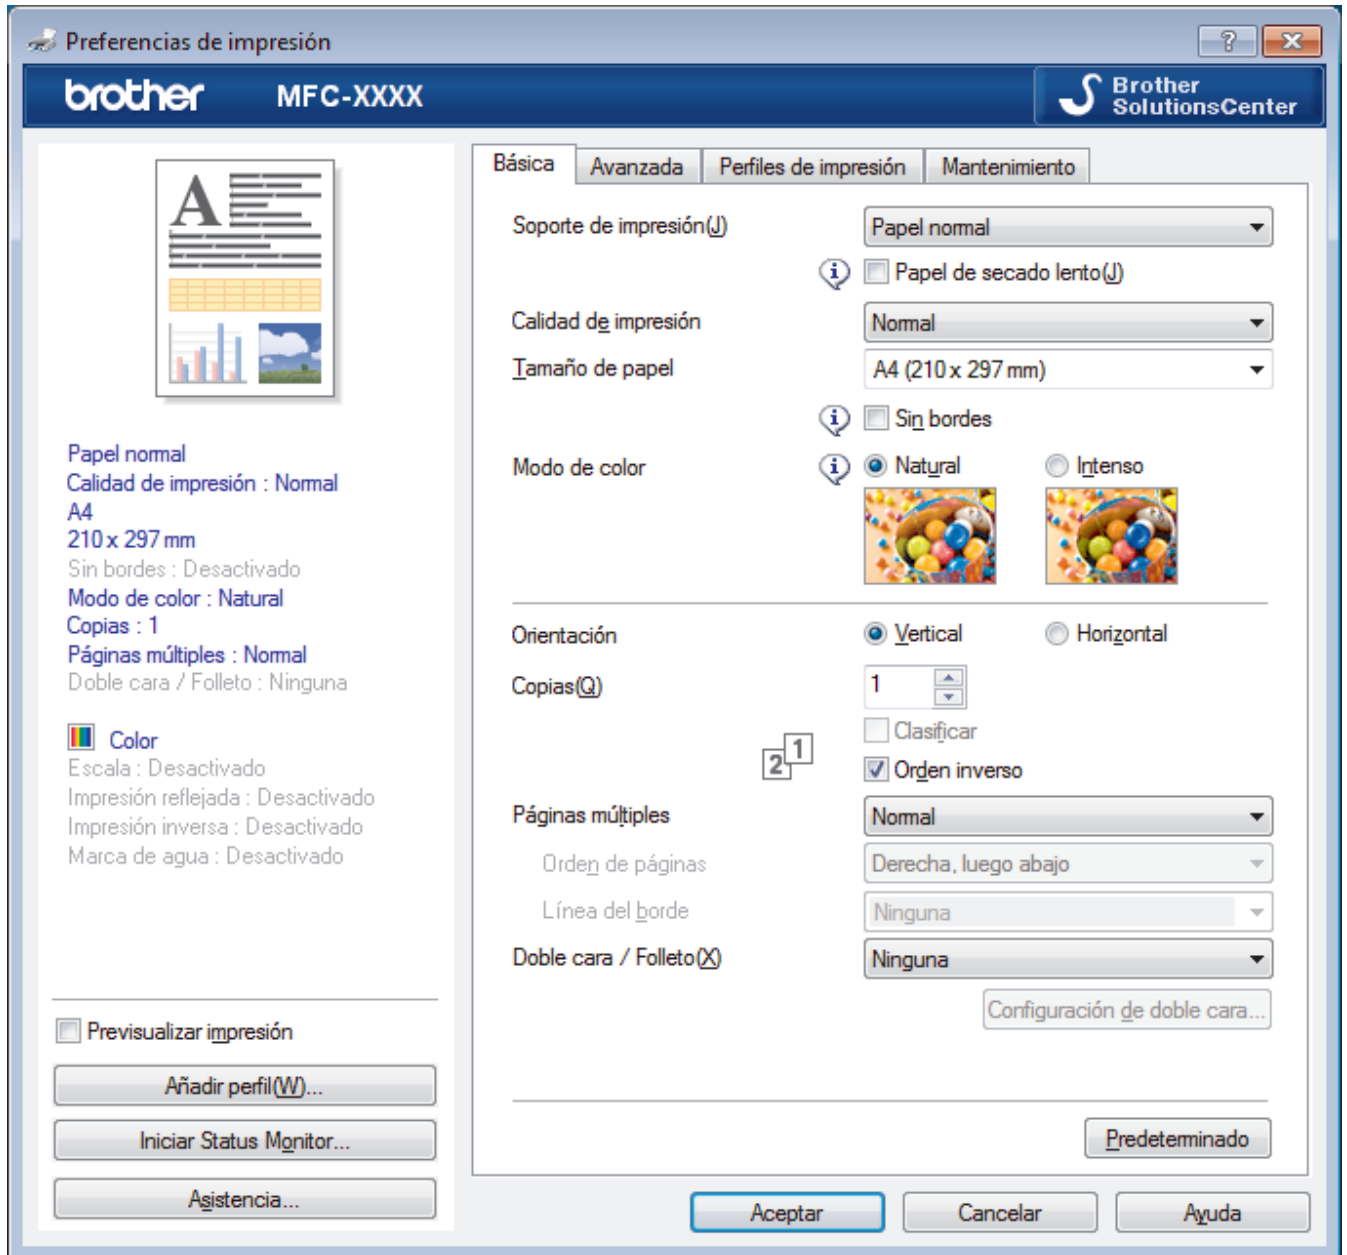 Preferencias de impresión
brother MFC-XXXX
Brother
SolutionsCenter
A
Papel normal
Calidad de impresión : Normal
A4
210 x 297 mm
Sin bordes : Desactivado
Modo de color : Natural
Copias : 1
Páginas múltiples : Normal
Doble cara / Folleto : Ninguna
Color
Escala : Desactivado
Impresión reflejada : Desactivado
Impresión inversa : Desactivado
Marca de agua : Desactivado
Previsualizar impresión
Añadir perfil(W)...
Iniciar Status Monitor...
Asistencia...
Básica Avanzada Perfiles de impresión Mantenimiento
Soporte de impresión(J) Papel normal
Papel de secado lento(J)
Calidad de impresión Normal
Tamaño de papel A4 (210 x 297 mm)
Sin bordes
Modo de color Natural Intenso
Orientación Vertical Horizontal
Copias(Q) 1
Clasificar
2 1 Orden inverso
Páginas múltiples Normal
Orden de páginas Derecha, luego abajo
Línea del borde Ninguna
Doble cara / Folleto(X) Ninguna
Configuración de doble cara...
Predeterminado
Aceptar Cancelar Ayuda